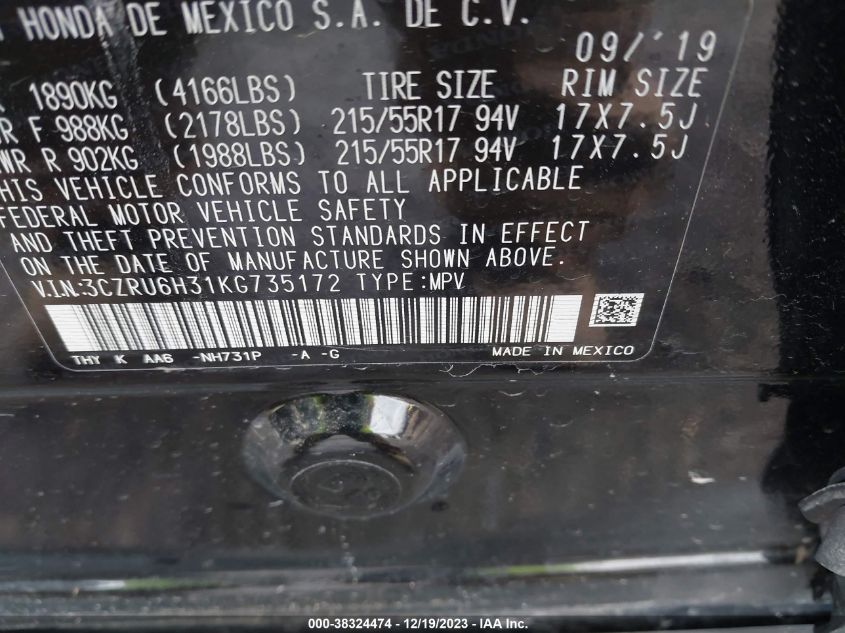 HONDA DE MEXICO S.A. DE C.V.
09/'19
1890KG (4166LBS) TIRE SIZE RIM SIZE
F 988KG (2178LBS) 215/55R17 94V 17X7.5J
R 902KG (1988LBS) 215/55R17 94V 17X7.5J
THIS VEHICLE CONFORMS TO ALL APPLICABLE
FEDERAL MOTOR VEHICLE SAFETY
AND THEFT PREVENTION STANDARDS IN EFFECT
ON THE DATE OF MANUFACTURE SHOWN ABOVE.
V.I.N:3CZRU6H31KG735172 TYPE:MPV
THY K AA6 -NH731P -A -G MADE IN MEXICO
000-38324474 - 12/19/2023 - IAA Inc.